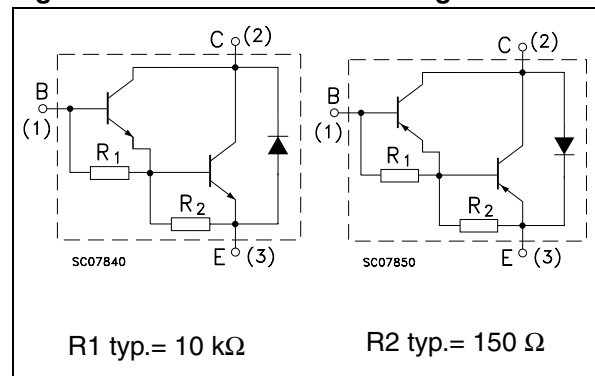 C (2)
C (2)
B
(1)
B
(1)
R1
R1
R2
R2
SC07840
E (3)
SC07850
E (3)
R1 typ.= 10 kΩ
R2 typ.= 150 Ω